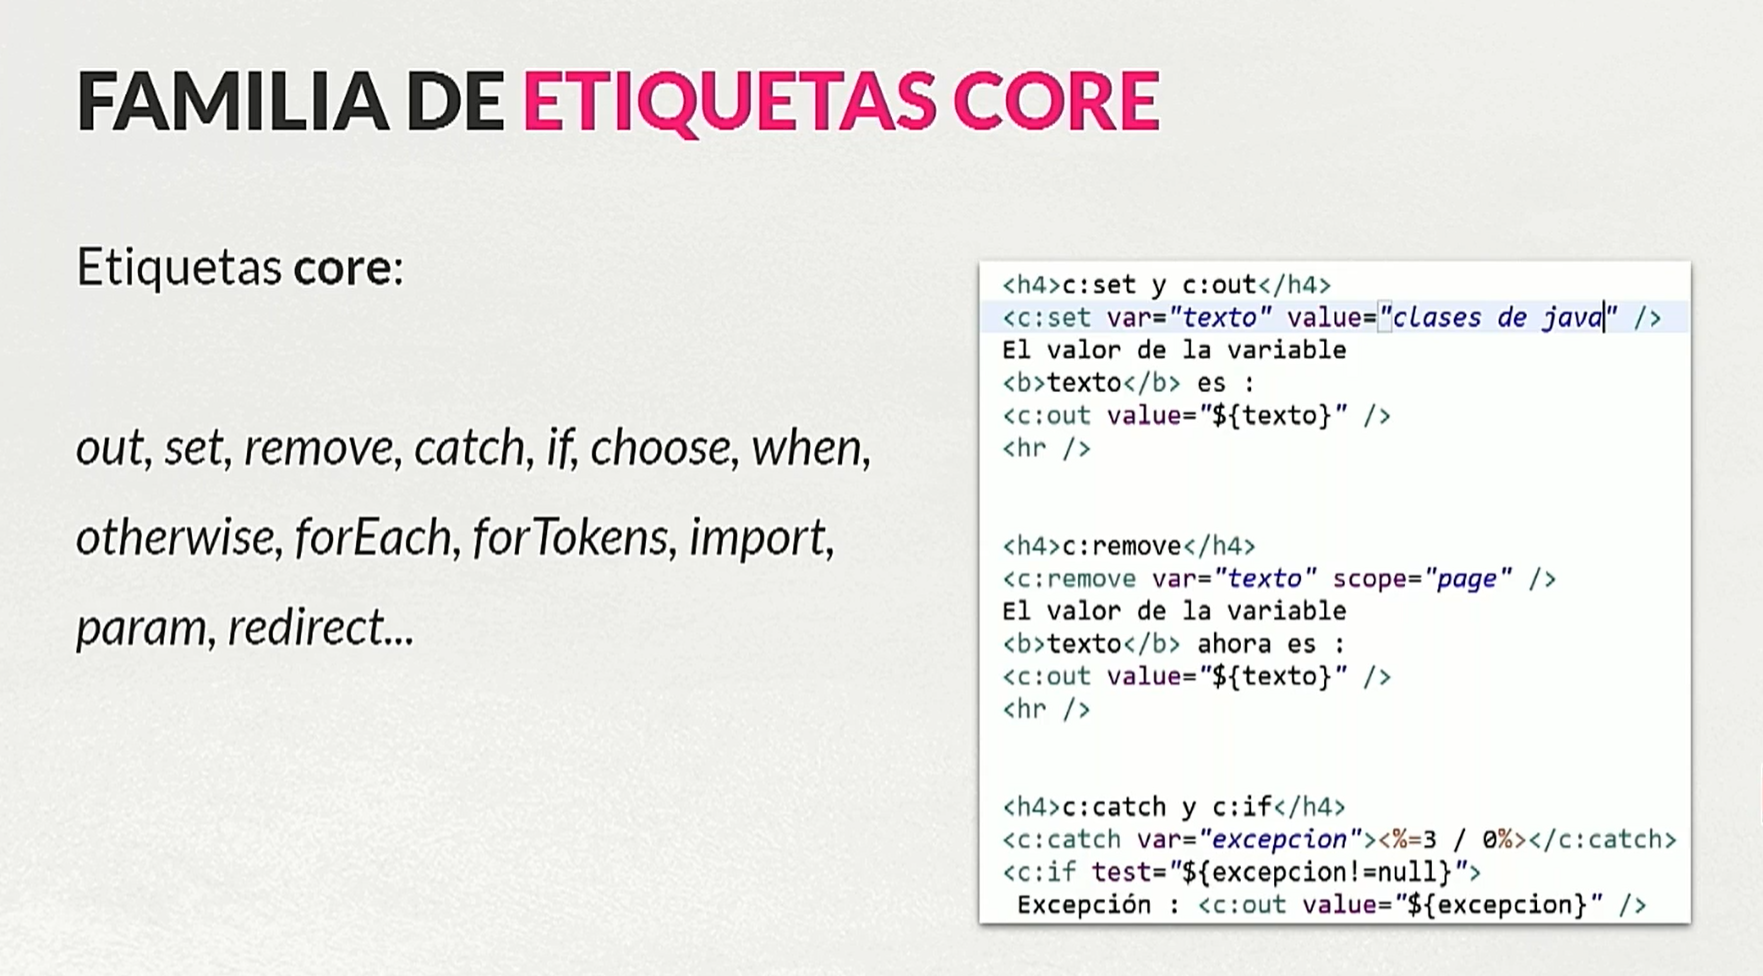 FAMILIA DE ETIQUETAS CORE
Etiquetas core:
out, set, remove, catch, if, choose, when,
otherwise, forEach, forTokens, import,
param, redirect...
<h4>c:set y c:out</h4>
<c:set var="texto" value="clases de java" />
El valor de la variable
<b>texto</b> es :
<c:out value="${texto}" />
<hr />
<h4>c:remove</h4>
<c:remove var="texto" scope="page" />
El valor de la variable
<b>texto</b> ahora es :
<c:out value="${texto}" />
<hr />
<h4>c:catch y c:if</h4>
<c:catch var="excepcion"><%=3 / 0%></c:catch>
<c:if test="${excepcion!=null}">
Excepción : <c:out value="${excepcion}" />